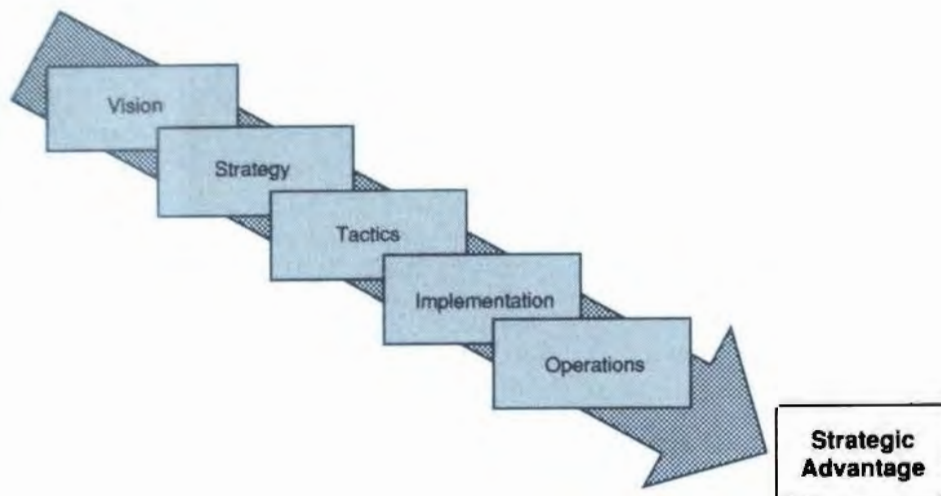 Vision
Strategy
Tactics
Implementation
Operations
Strategic
Advantage